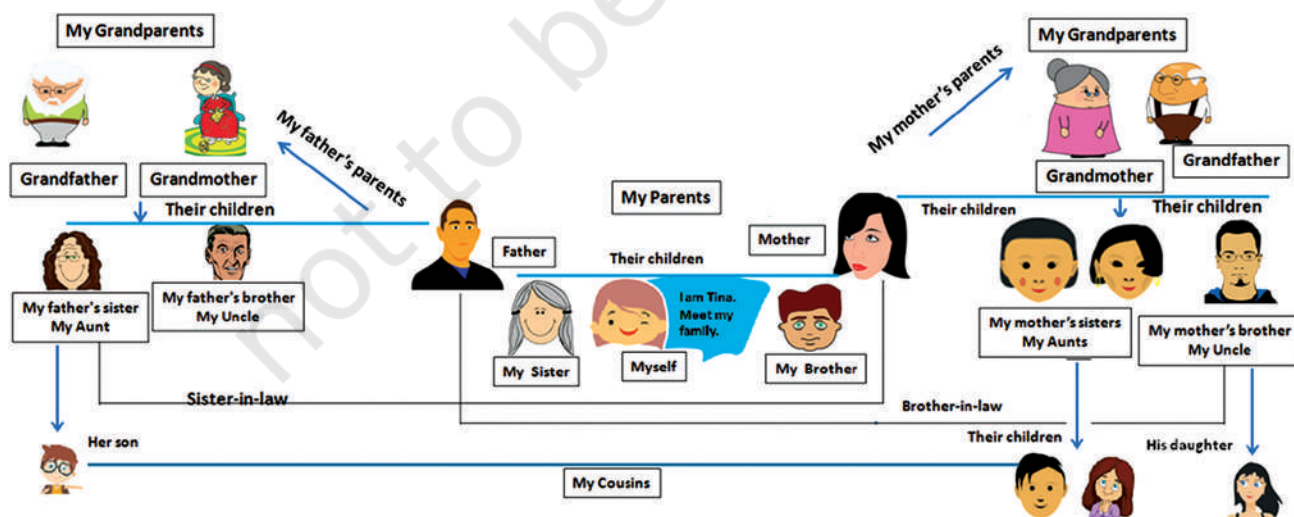 My Grandparents
Grandfather
Grandmother
My father's parents
Their children
My father's sister
My Aunt
My father's brother
My Uncle
My Parents
Father
Mother
Their children
I am Tina.
Meet my
family.
My Sister
Myself
My Brother
My Grandparents
My mother's parents
Grandmother
Grandfather
Their children
Their children
My mother's sisters
My Aunts
My mother's brother
My Uncle
Sister-in-law
Brother-in-law
Her son
Their children
His daughter
My Cousins
not to be